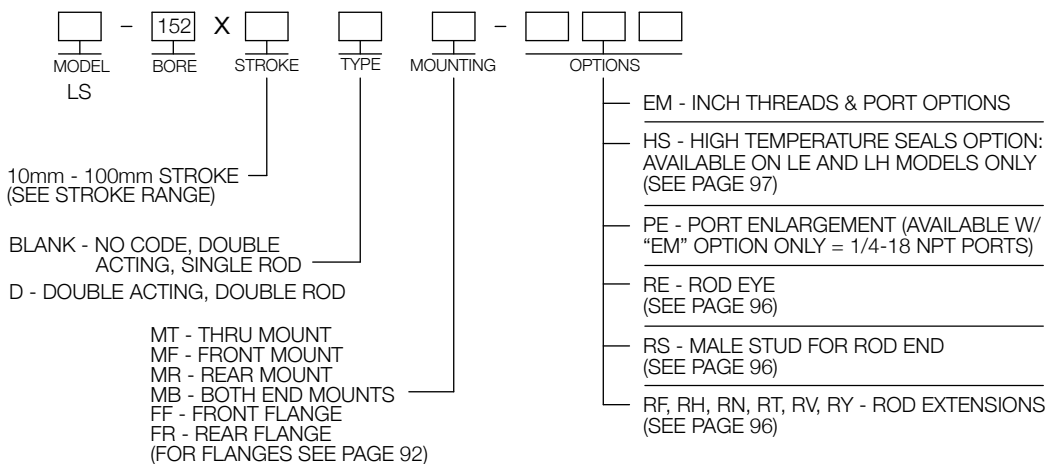 – 152 X –
MODEL BORE STROKE TYPE MOUNTING OPTIONS
LS
10mm - 100mm STROKE
(SEE STROKE RANGE)
BLANK - NO CODE, DOUBLE
ACTING, SINGLE ROD
D - DOUBLE ACTING, DOUBLE ROD
MT - THRU MOUNT
MF - FRONT MOUNT
MR - REAR MOUNT
MB - BOTH END MOUNTS
FF - FRONT FLANGE
FR - REAR FLANGE
(FOR FLANGES SEE PAGE 92)
EM - INCH THREADS & PORT OPTIONS
HS - HIGH TEMPERATURE SEALS OPTION:
AVAILABLE ON LE AND LH MODELS ONLY
(SEE PAGE 97)
PE - PORT ENLARGEMENT (AVAILABLE W/
“EM” OPTION ONLY = 1/4-18 NPT PORTS)
RE - ROD EYE
(SEE PAGE 96)
RS - MALE STUD FOR ROD END
(SEE PAGE 96)
RF, RH, RN, RT, RV, RY - ROD EXTENSIONS
(SEE PAGE 96)